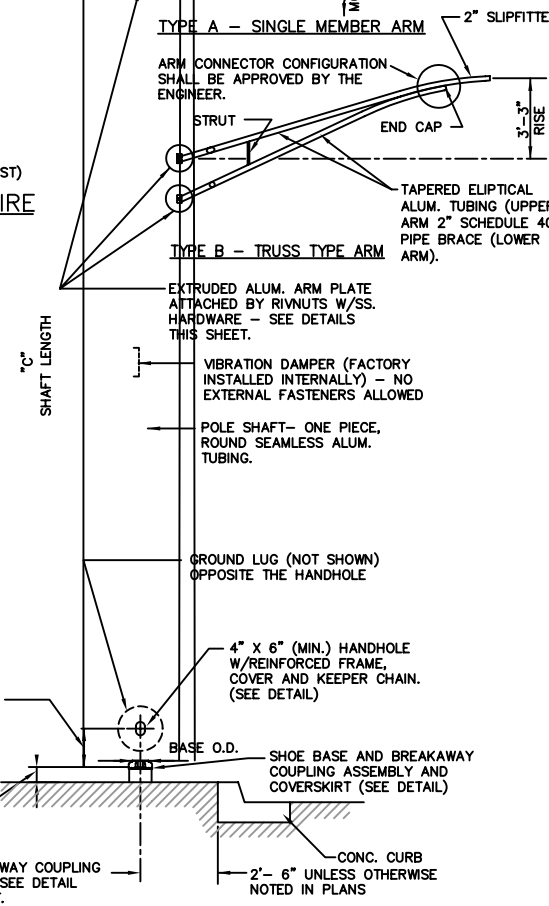 TYPE A – SINGLE MEMBER ARM
2" SLIPFITTE
ARM CONNECTOR CONFIGURATION
SHALL BE APPROVED BY THE
ENGINEER.
STRUT
END CAP
3'-3"
RISE
ST)
IRE
TAPERED ELIPTICAL
ALUM. TUBING (UPPER
ARM 2" SCHEDULE 40
PIPE BRACE (LOWER
ARM).
TYPE B – TRUSS TYPE ARM
EXTRUDED ALUM. ARM PLATE
ATTACHED BY RIVNUTS W/SS.
HARDWARE – SEE DETAILS
THIS SHEET.
"C"
SHAFT LENGTH
VIBRATION DAMPER (FACTORY
INSTALLED INTERNALLY) – NO
EXTERNAL FASTENERS ALLOWED
POLE SHAFT– ONE PIECE,
ROUND SEAMLESS ALUM.
TUBING.
GROUND LUG (NOT SHOWN)
OPPOSITE THE HANDHOLE
4" X 6" (MIN.) HANDHOLE
W/REINFORCED FRAME,
COVER AND KEEPER CHAIN.
(SEE DETAIL)
BASE O.D.
SHOE BASE AND BREAKAWAY
COUPLING ASSEMBLY AND
COVERSKIRT (SEE DETAIL)
CONC. CURB
WAY COUPLING
SEE DETAIL
2'- 6" UNLESS OTHERWISE
NOTED IN PLANS